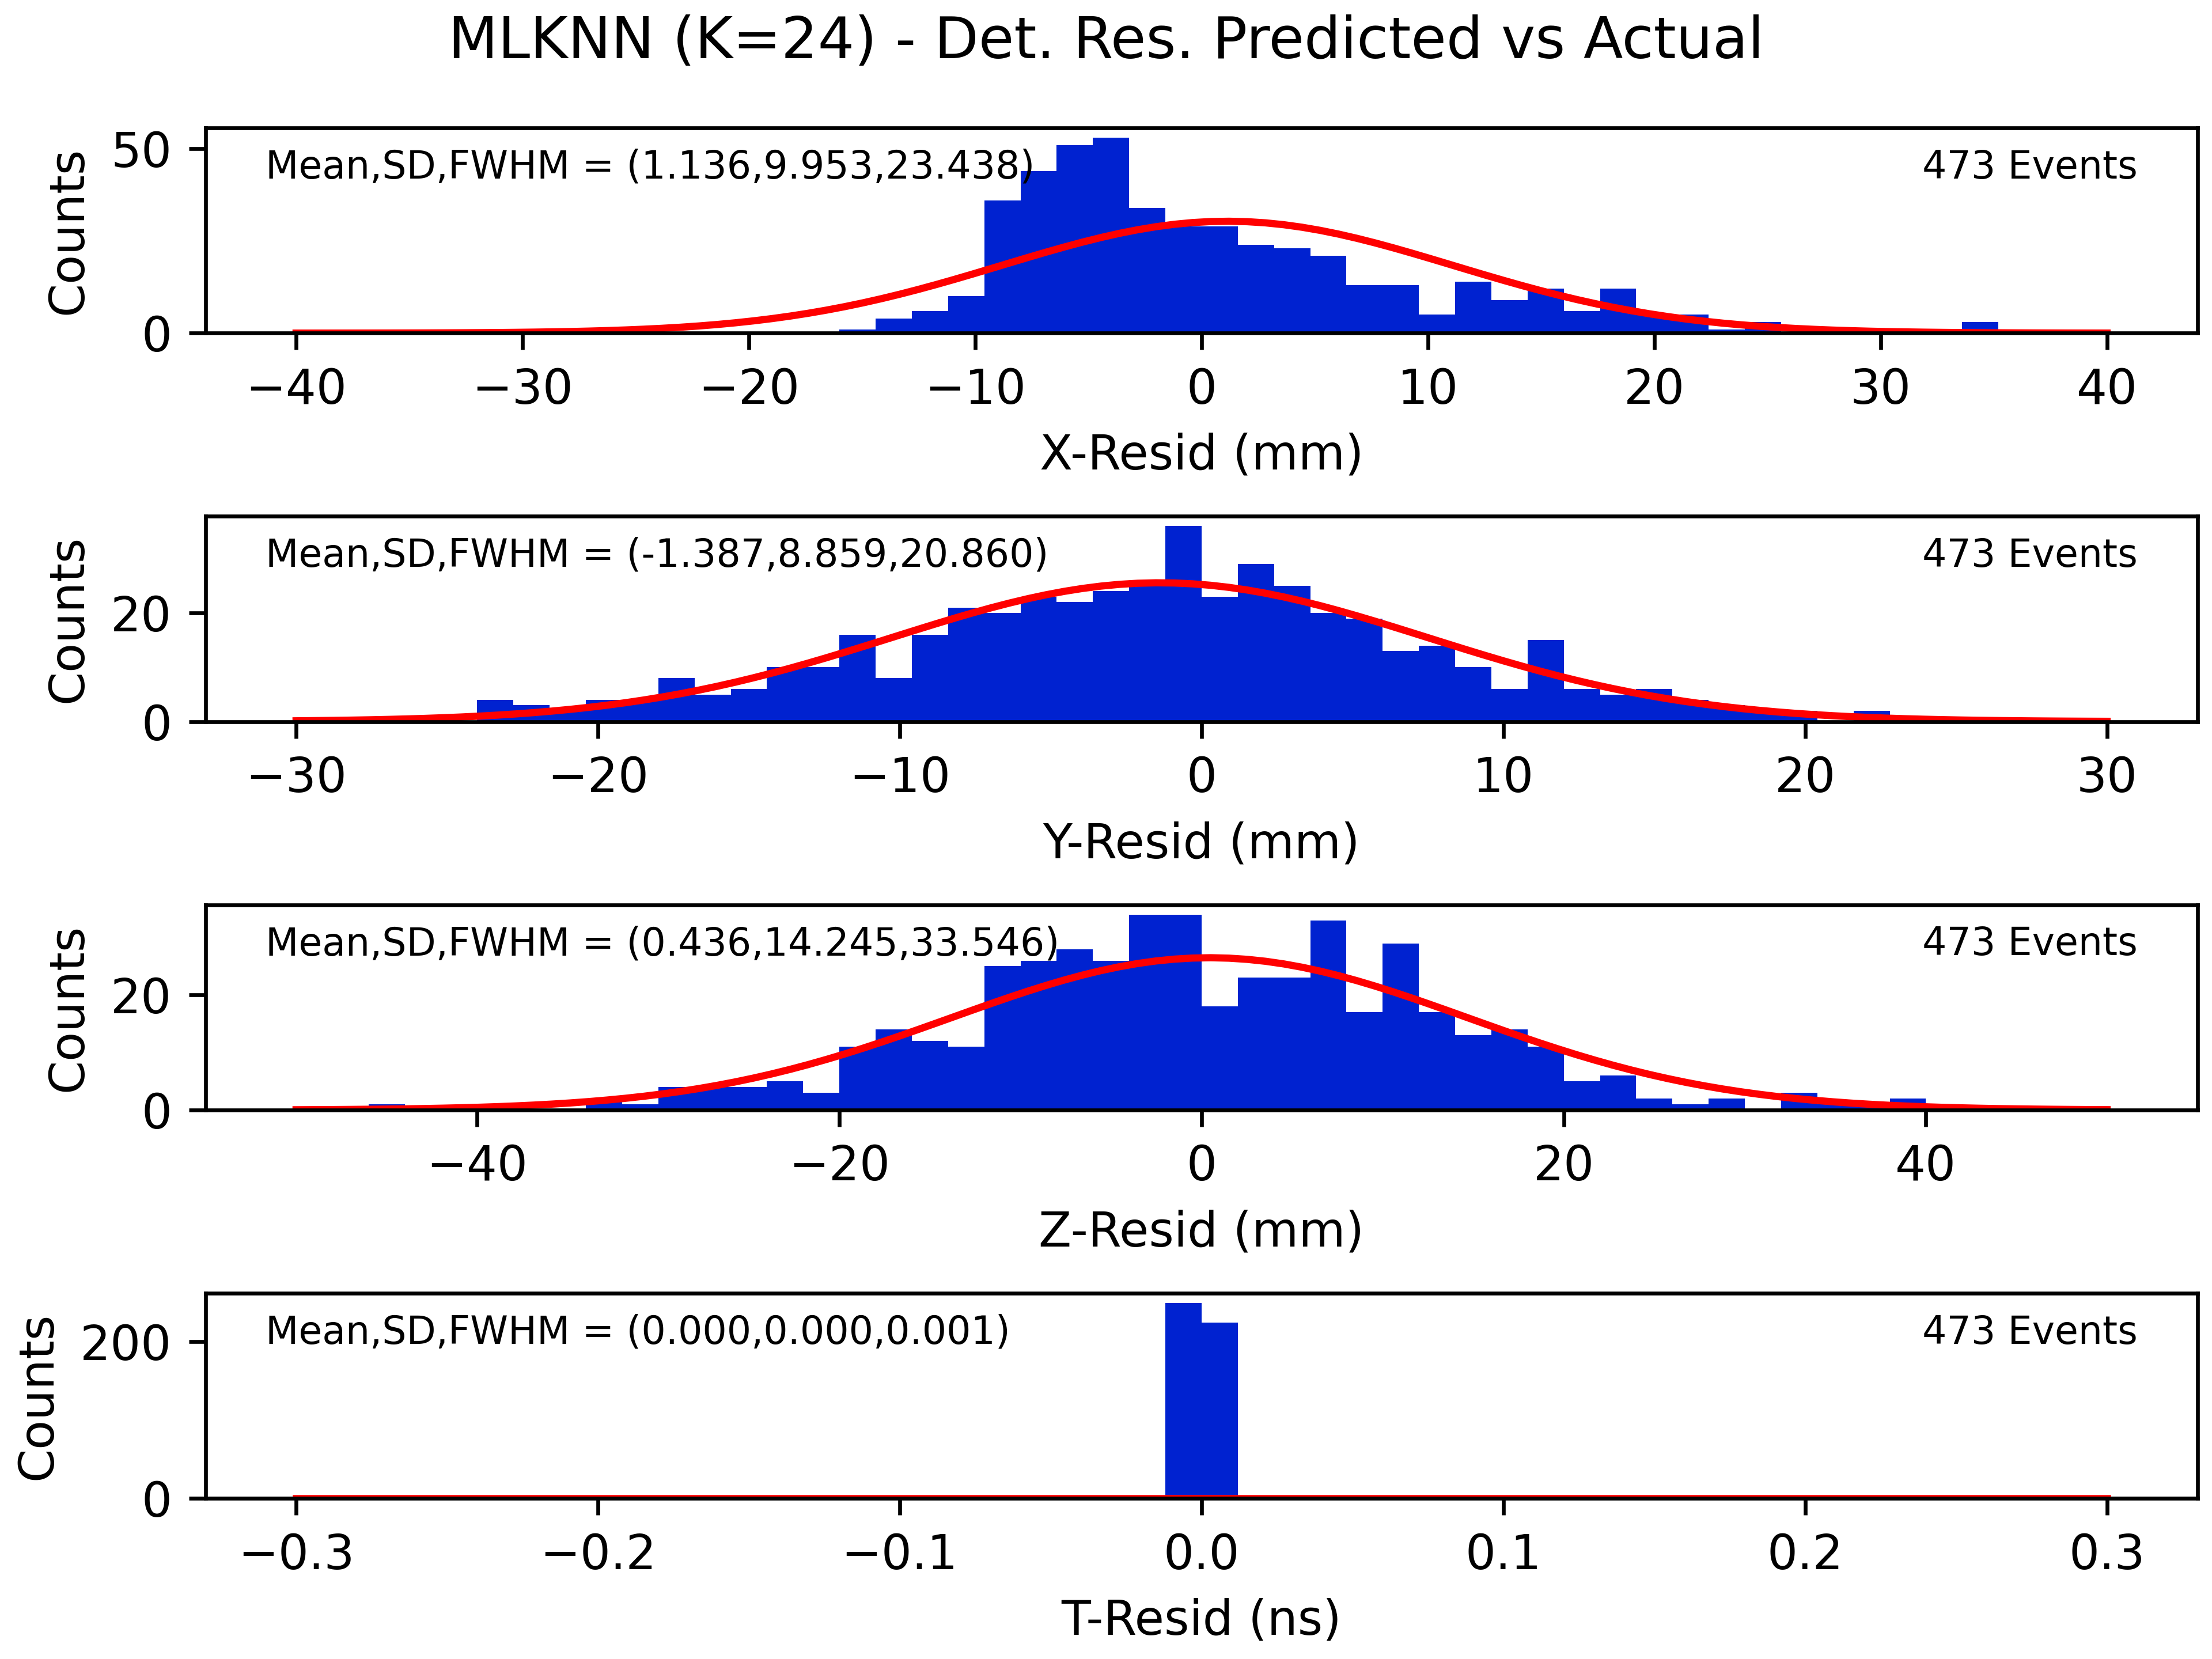 MLKNN (K=24) - Det. Res. Predicted vs Actual
Counts
50
0
Mean,SD,FWHM = (1.136,9.953,23.438)
473 Events
−40 −30 −20 −10 0 10 20 30 40
X-Resid (mm)
Counts
20
0
Mean,SD,FWHM = (-1.387,8.859,20.860)
473 Events
−30 −20 −10 0 10 20 30
Y-Resid (mm)
Counts
20
0
Mean,SD,FWHM = (0.436,14.245,33.546)
473 Events
−40 −20 0 20 40
Z-Resid (mm)
Counts
200
0
Mean,SD,FWHM = (0.000,0.000,0.001)
473 Events
−0.3 −0.2 −0.1 0.0 0.1 0.2 0.3
T-Resid (ns)